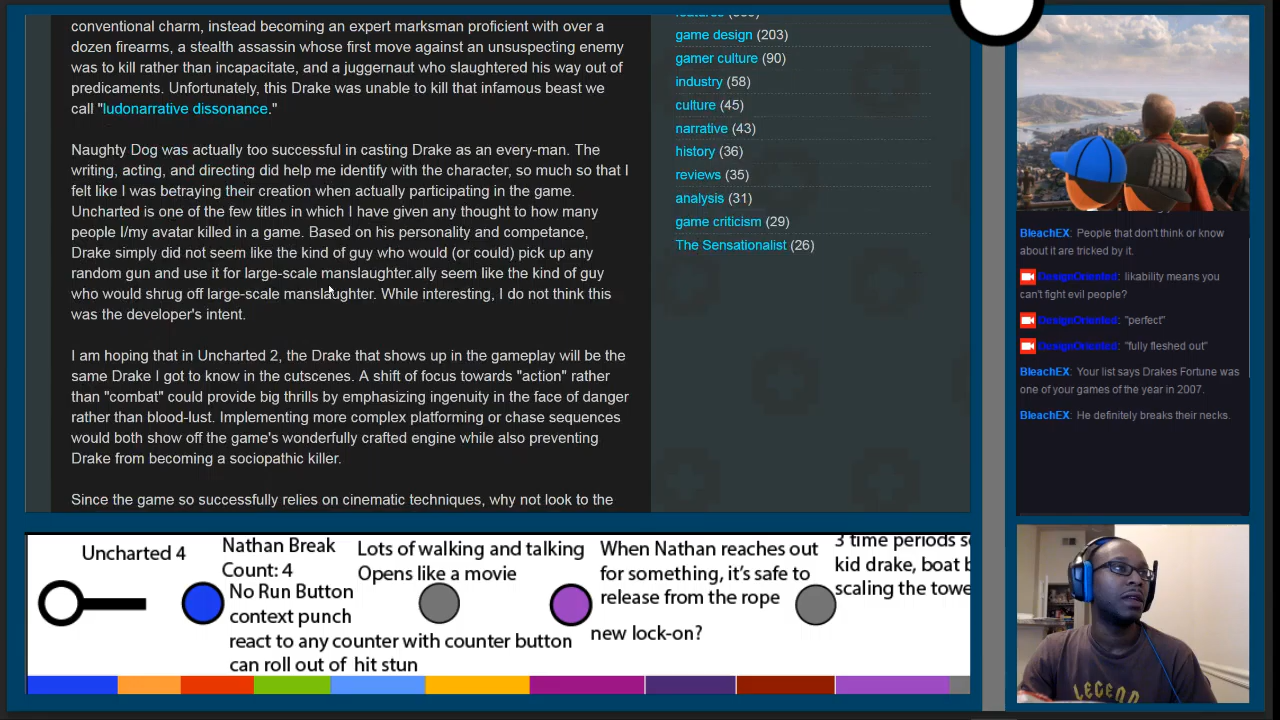 conventional charm, instead becoming an expert marksman proficient with over a
dozen firearms, a stealth assassin whose first move against an unsuspecting enemy
was to kill rather than incapacitate, and a juggernaut who slaughtered his way out of
predicaments. Unfortunately, this Drake was unable to kill that infamous beast we
call "ludonarrative dissonance."
Naughty Dog was actually too successful in casting Drake as an every-man. The
writing, acting, and directing did help me identify with the character, so much so that I
felt like I was betraying their creation when actually participating in the game.
Uncharted is one of the few titles in which I have given any thought to how many
people I/my avatar killed in a game. Based on his personality and competance,
Drake simply did not seem like the kind of guy who would (or could) pick up any
random gun and use it for large-scale manslaughter.ally seem like the kind of guy
who would shrug off large-scale manslaughter. While interesting, I do not think this
was the developer's intent.
I am hoping that in Uncharted 2, the Drake that shows up in the gameplay will be the
same Drake I got to know in the cutscenes. A shift of focus towards "action" rather
than "combat" could provide big thrills by emphasizing ingenuity in the face of danger
rather than blood-lust. Implementing more complex platforming or chase sequences
would both show off the game's wonderfully crafted engine while also preventing
Drake from becoming a sociopathic killer.
Since the game so successfully relies on cinematic techniques, why not look to the
game design (203)
gamer culture (90)
industry (58)
culture (45)
narrative (43)
history (36)
reviews (35)
analysis (31)
game criticism (29)
The Sensationalist (26)
BleachEX: People that don't think or know
about it are tricked by it.
DesignOriented: likability means you
can't fight evil people?
DesignOriented: "perfect"
DesignOriented: "fully fleshed out"
BleachEX: Your list says Drakes Fortune was
one of your games of the year in 2007.
BleachEX: He definitely breaks their necks.
Uncharted 4
Nathan Break
Count: 4
No Run Button
context punch
react to any counter with counter button
can roll out of hit stun
Lots of walking and talking
Opens like a movie
When Nathan reaches out
for something, it's safe to
release from the rope
new lock-on?
3 time periods
kid drake, boat
scaling the
LEGEND